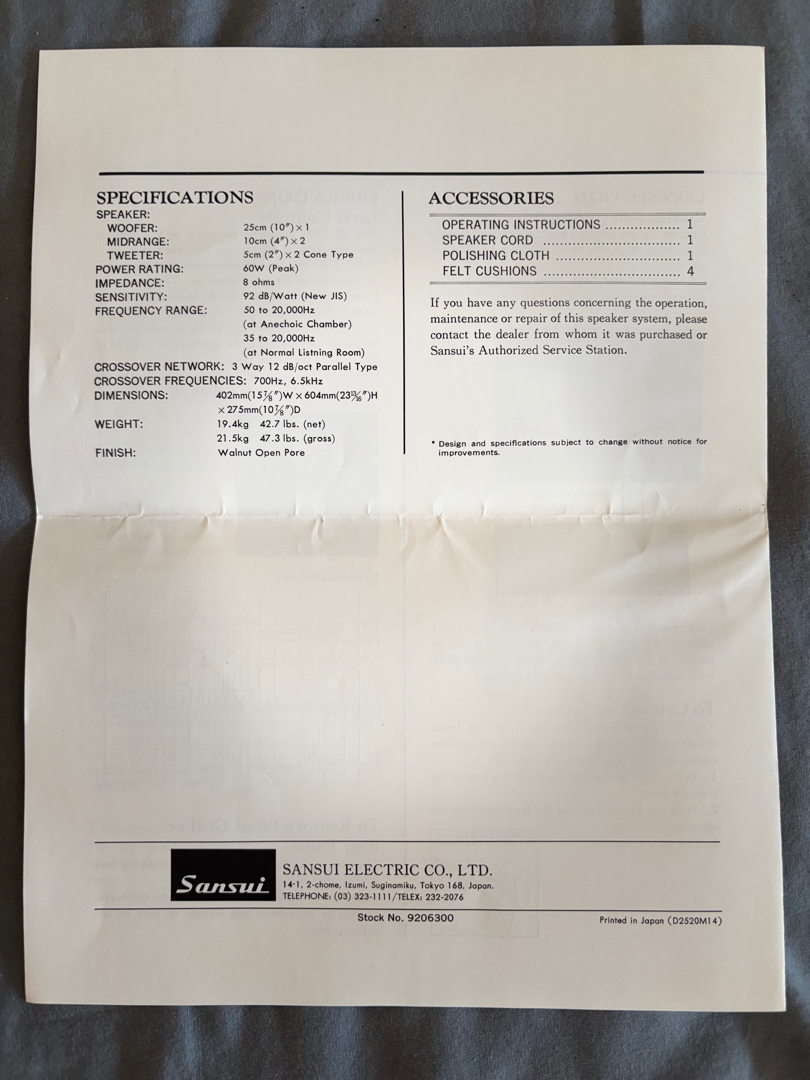 SPECIFICATIONS
SPEAKER:
WOOFER: 25cm (10″) × 1
MIDRANGE: 10cm (4″) × 2
TWEETER: 5cm (2″) × 2 Cone Type
POWER RATING: 60W (Peak)
IMPEDANCE: 8 ohms
SENSITIVITY: 92 dB/Watt (New JIS)
FREQUENCY RANGE: 50 to 20,000Hz
(at Anechoic Chamber)
35 to 20,000Hz
(at Normal Listning Room)
CROSSOVER NETWORK: 3 Way 12 dB/oct Parallel Type
CROSSOVER FREQUENCIES: 700Hz, 6.5kHz
DIMENSIONS: 402mm(15⅞″)W × 604mm(23¹³⁄₁₆″)H
× 275mm(10⅞″)D
WEIGHT: 19.4kg 42.7 lbs. (net)
21.5kg 47.3 lbs. (gross)
FINISH: Walnut Open Pore
ACCESSORIES
OPERATING INSTRUCTIONS .................. 1
SPEAKER CORD ................................. 1
POLISHING CLOTH .............................. 1
FELT CUSHIONS ................................. 4
If you have any questions concerning the operation,
maintenance or repair of this speaker system, please
contact the dealer from whom it was purchased or
Sansui's Authorized Service Station.
* Design and specifications subject to change without notice for
improvements.
Sansui
SANSUI ELECTRIC CO., LTD.
14-1, 2-chome, Izumi, Suginamiku, Tokyo 168, Japan.
TELEPHONE: (03) 323-1111/TELEX: 232-2076
Stock No. 9206300
Printed in Japan (D2520M14)